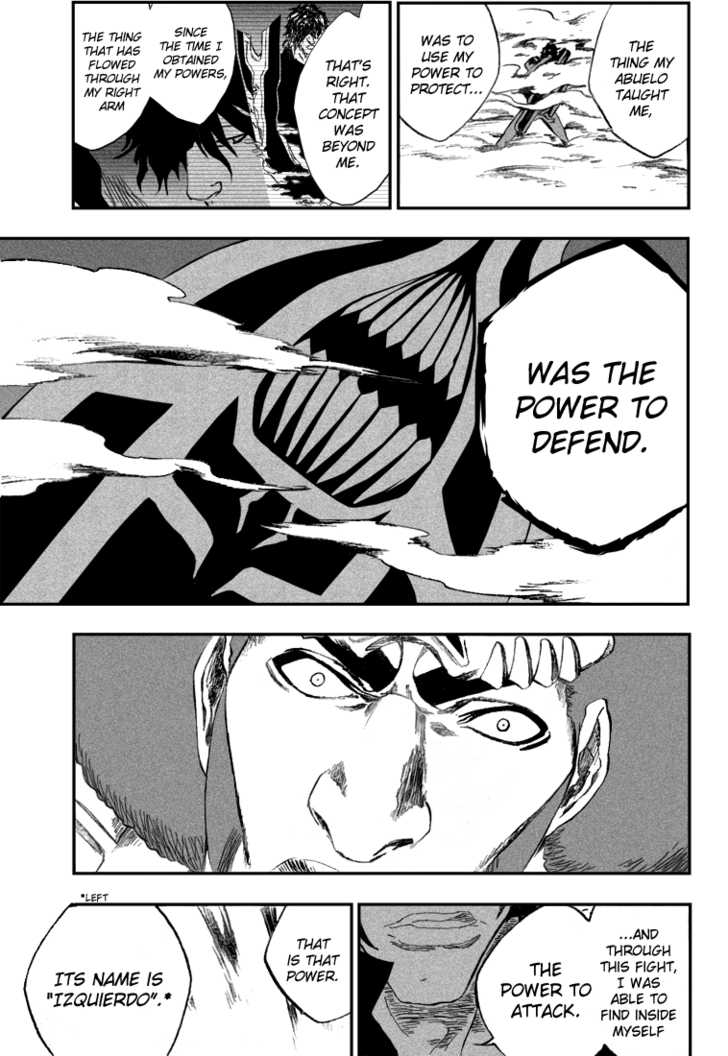 THE
THING MY
ABUELO
TAUGHT
ME,
WAS TO
USE MY
POWER TO
PROTECT...
THAT'S
RIGHT.
THAT
CONCEPT
WAS
BEYOND
ME.
SINCE
THE TIME I
OBTAINED
MY POWERS,
THE THING
THAT HAS
FLOWED
THROUGH
MY RIGHT
ARM
WAS THE
POWER TO
DEFEND.
...AND
THROUGH
THIS FIGHT,
I WAS
ABLE TO
FIND INSIDE
MYSELF
THE
POWER TO
ATTACK.
THAT
IS THAT
POWER.
ITS NAME IS
"IZQUIERDO".*
*LEFT